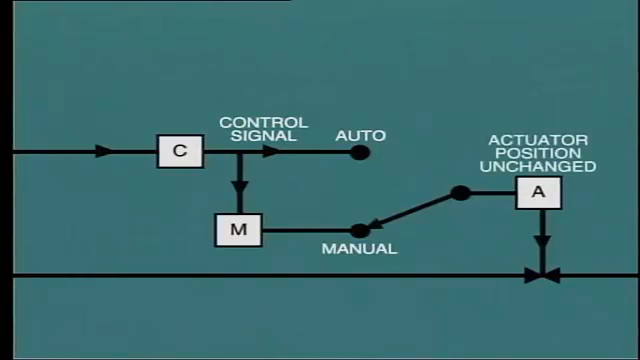 CONTROL
SIGNAL
AUTO
ACTUATOR
POSITION
UNCHANGED
C
A
M
MANUAL